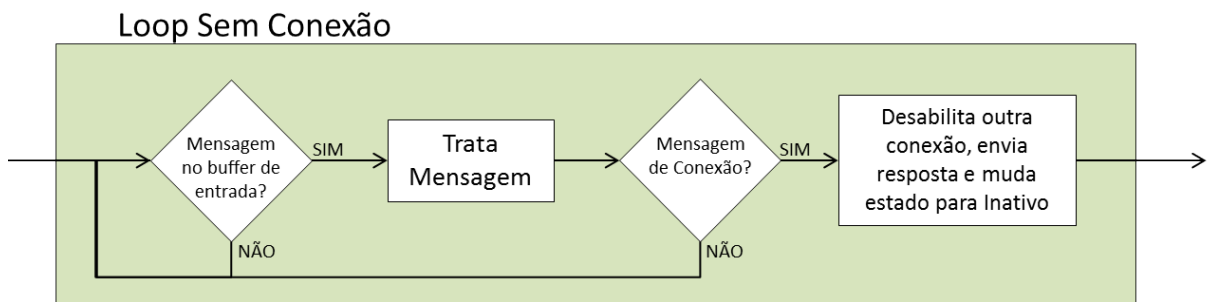 Loop Sem Conexão
Mensagem
no buffer de
entrada?
SIM
NÃO
Trata
Mensagem
Mensagem
de Conexão?
SIM
NÃO
Desabilita outra
conexão, envia
resposta e muda
estado para Inativo